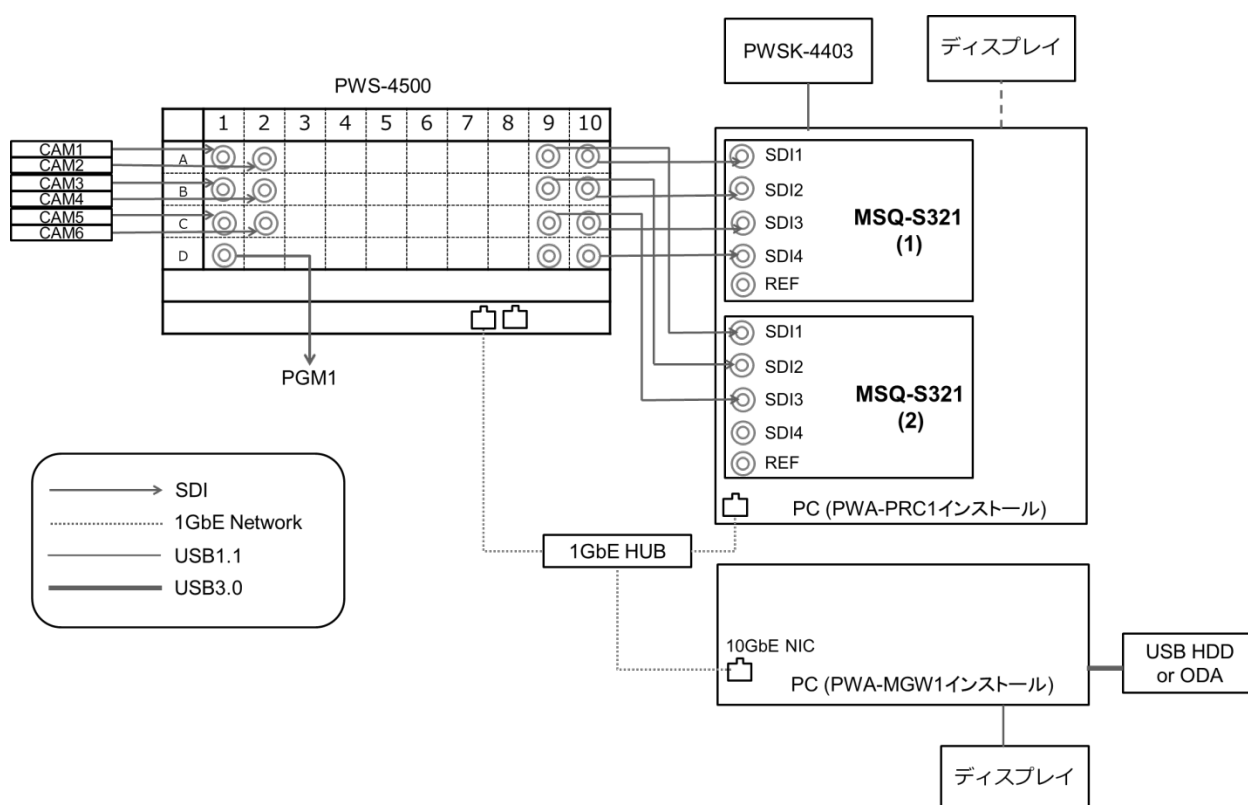 PWS-4500
1 2 3 4 5 6 7 8 9 10
A
B
C
D
CAM1
CAM2
CAM3
CAM4
CAM5
CAM6
PGM1
PWSK-4403
ディスプレイ
SDI1
SDI2
SDI3
SDI4
REF
MSQ-S321
(1)
SDI1
SDI2
SDI3
SDI4
REF
MSQ-S321
(2)
PC (PWA-PRC1インストール)
SDI
1GbE Network
USB1.1
USB3.0
1GbE HUB
10GbE NIC
PC (PWA-MGW1インストール)
USB HDD
or ODA
ディスプレイ